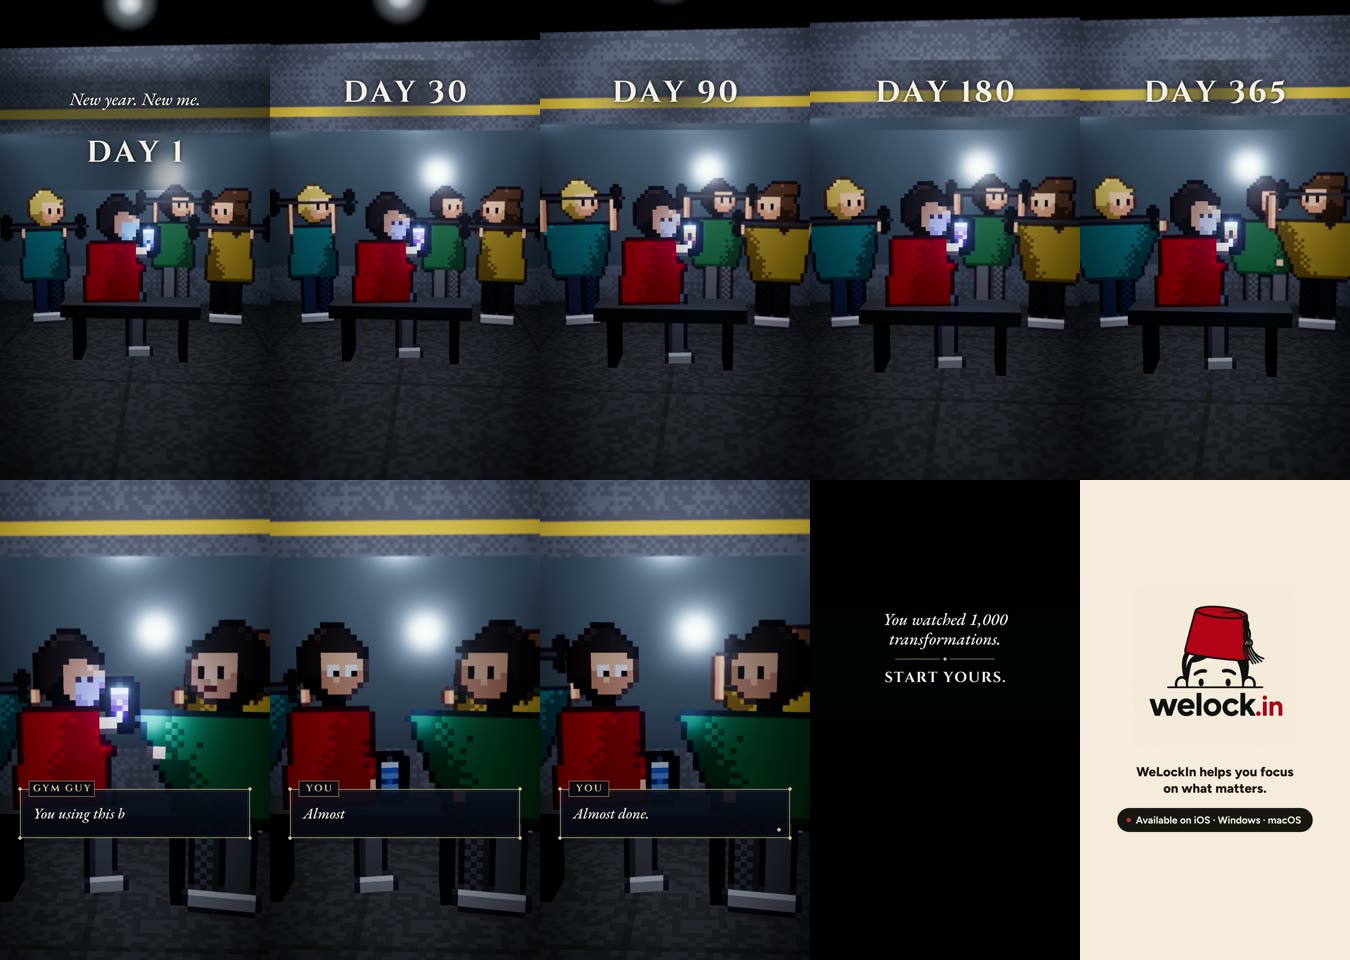 New year. New me.
DAY 1
DAY 30
DAY 90
DAY 180
DAY 365
GYM GUY
You using this b
YOU
Almost
YOU
Almost done.
You watched 1,000
transformations.
START YOURS.
welock.in
WeLockIn helps you focus
on what matters.
Available on iOS · Windows · macOS